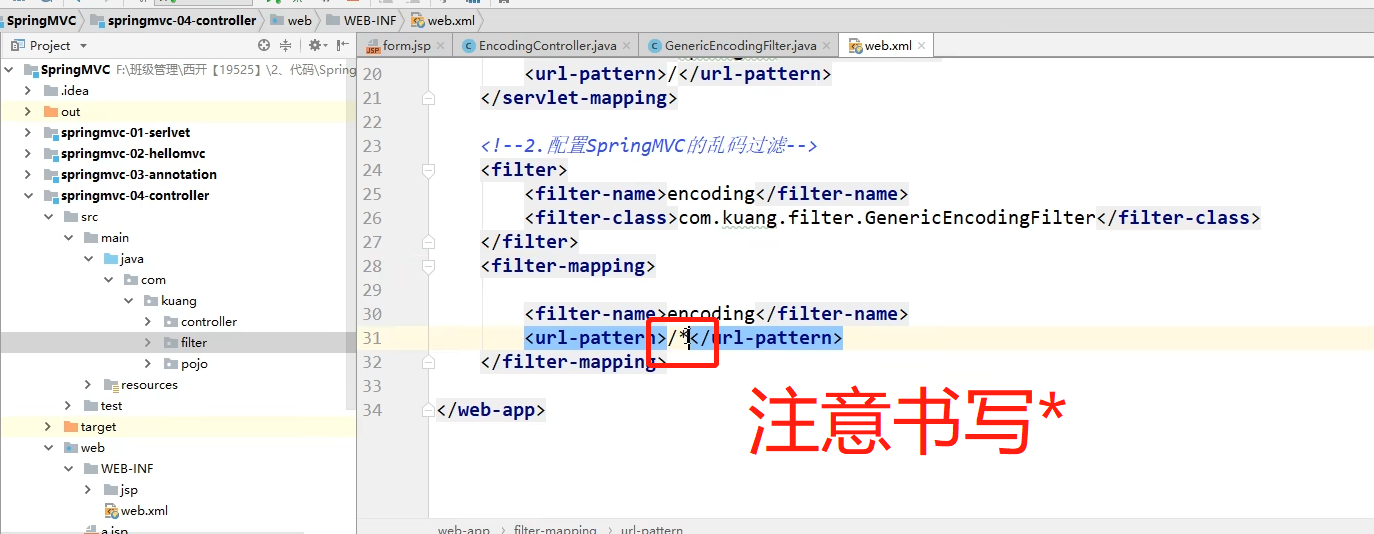 SpringMVC springmvc-04-controller web WEB-INF web.xml
Project
form.jsp EncodingController.java GenericEncodingFilter.java web.xml
SpringMVC F:\班级管理\西开【19525】\2、代码\Spring
.idea
out
springmvc-01-serlvet
springmvc-02-hellomvc
springmvc-03-annotation
springmvc-04-controller
src
main
java
com
kuang
controller
filter
pojo
resources
test
target
web
WEB-INF
jsp
web.xml
a.jsp
20 <url-pattern>/</url-pattern>
21 </servlet-mapping>
22
23 <!--2.配置SpringMVC的乱码过滤-->
24 <filter>
25 <filter-name>encoding</filter-name>
26 <filter-class>com.kuang.filter.GenericEncodingFilter</filter-class>
27 </filter>
28 <filter-mapping>
29
30 <filter-name>encoding</filter-name>
31 <url-pattern>/*</url-pattern>
32 </filter-mapping>
33
34 </web-app>
注意书写*
web-app › filter-mapping › url-pattern